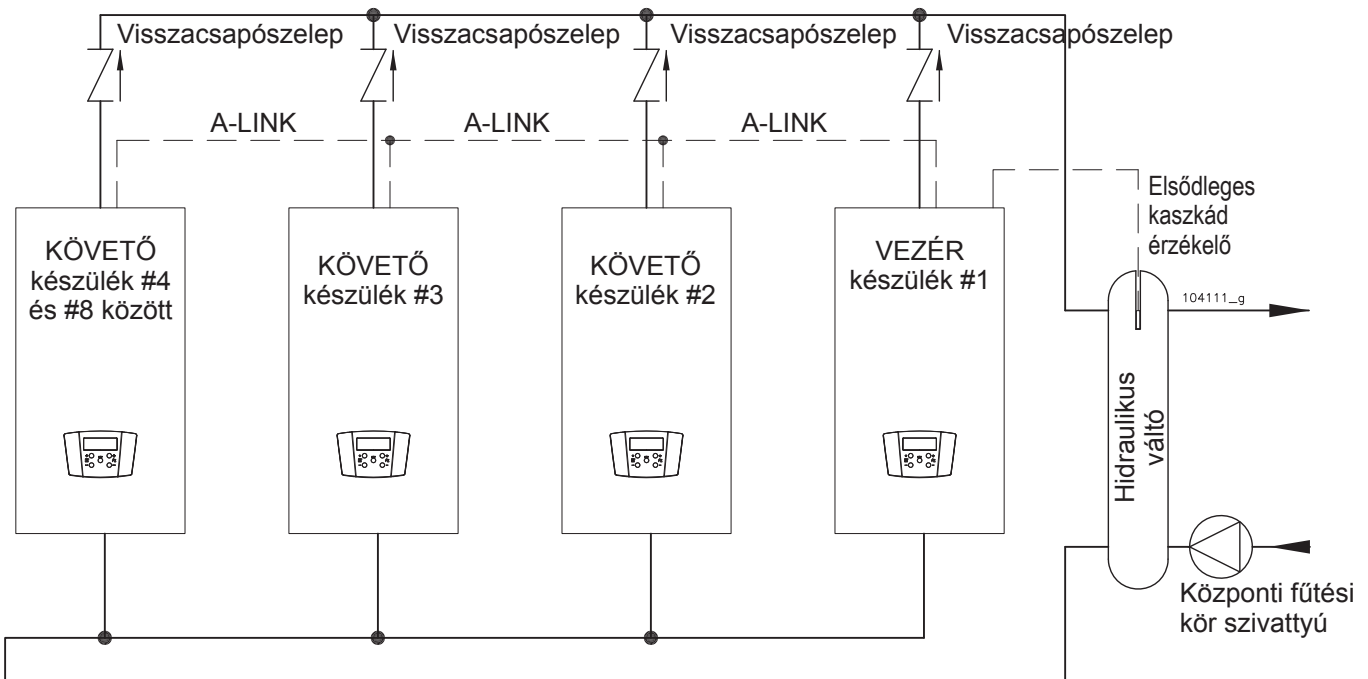 Visszacsapószelep Visszacsapószelep Visszacsapószelep Visszacsapószelep
A-LINK A-LINK A-LINK
Elsődleges
kaszkád
érzékelő
KÖVETŐ
készülék #4
és #8 között
KÖVETŐ
készülék #3
KÖVETŐ
készülék #2
VEZÉR
készülék #1
104111_g
Hidraulikus
váltó
Központi fűtési
kör szivattyú